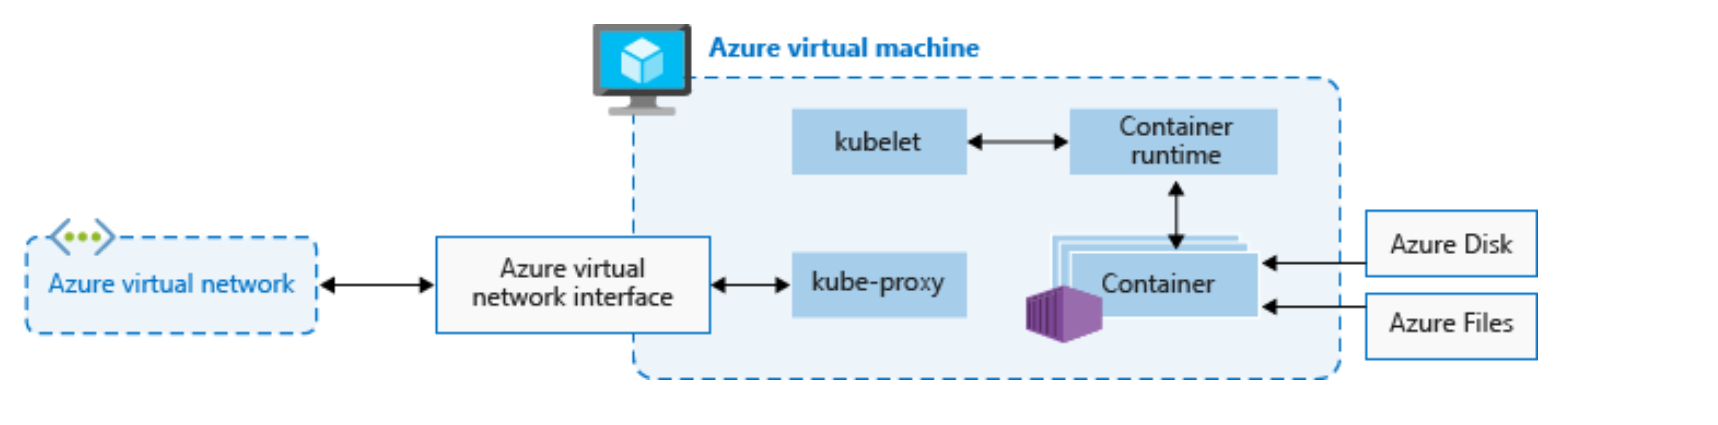 Azure virtual machine
kubelet
Container
runtime
Azure virtual network
Azure virtual
network interface
kube-proxy
Container
Azure Disk
Azure Files